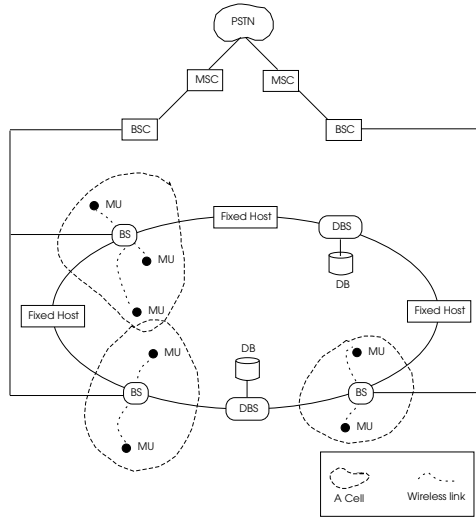 PSTN
MSC
MSC
BSC
BSC
MU
Fixed Host
BS
DBS
MU
DB
MU
Fixed Host
Fixed Host
DB
MU
MU
BS
BS
DBS
MU
MU
A Cell
Wireless link